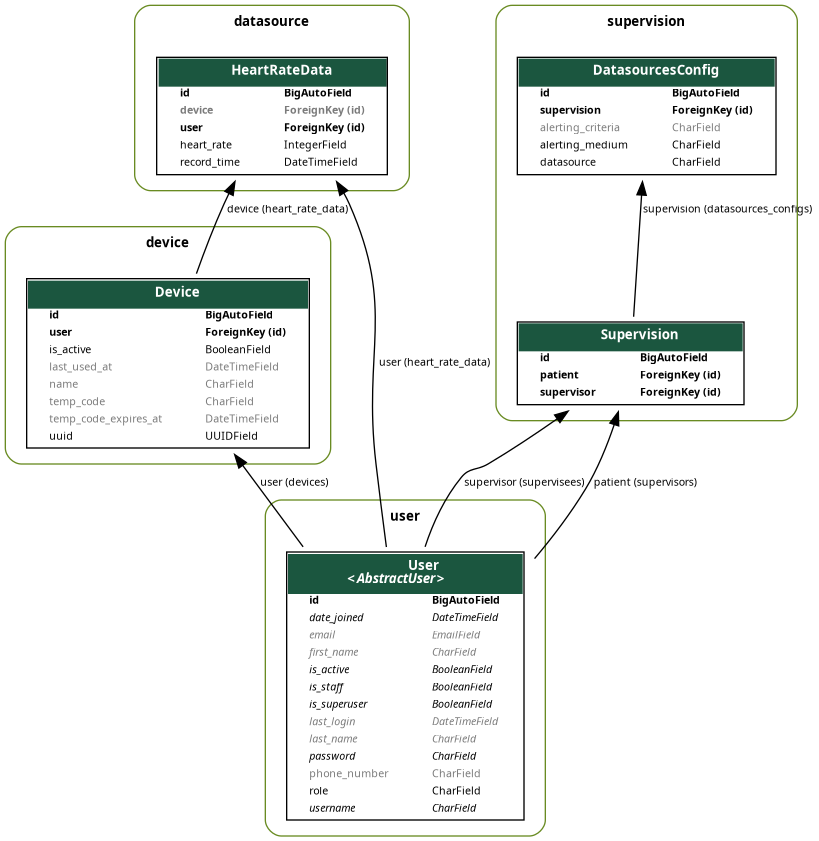 datasource
HeartRateData
id BigAutoField
device ForeignKey (id)
user ForeignKey (id)
heart_rate IntegerField
record_time DateTimeField
supervision
DatasourcesConfig
id BigAutoField
supervision ForeignKey (id)
alerting_criteria CharField
alerting_medium CharField
datasource CharField
device (heart_rate_data)
supervision (datasources_configs)
device
Device
id BigAutoField
user ForeignKey (id)
is_active BooleanField
last_used_at DateTimeField
name CharField
temp_code CharField
temp_code_expires_at DateTimeField
uuid UUIDField
user (heart_rate_data)
Supervision
id BigAutoField
patient ForeignKey (id)
supervisor ForeignKey (id)
user (devices)
supervisor (supervisees)
patient (supervisors)
user
User
<AbstractUser>
id BigAutoField
date_joined DateTimeField
email EmailField
first_name CharField
is_active BooleanField
is_staff BooleanField
is_superuser BooleanField
last_login DateTimeField
last_name CharField
password CharField
phone_number CharField
role CharField
username CharField